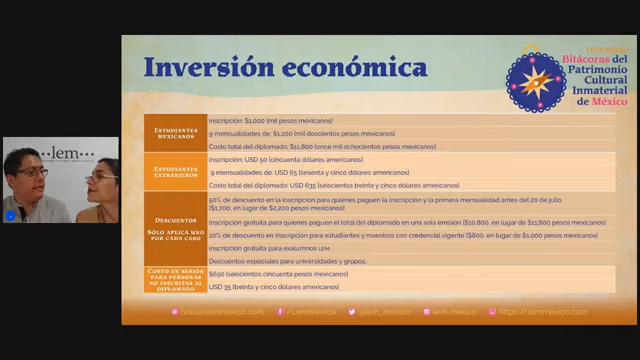 Inversión económica
DIPLOMADO
Bitácoras del
Patrimonio
Cultural
Inmaterial
de México
ESTUDIANTES
MEXICANOS
Inscripción: $1,000 (mil pesos mexicanos)
9 mensualidades de: $1,200 (mil doscientos pesos mexicanos)
Costo total del diplomado: $11,800 (once mil ochocientos pesos mexicanos)
ESTUDIANTES
EXTRANJEROS
Inscripción: USD 50 (cincuenta dólares americanos)
9 mensualidades de: USD 65 (sesenta y cinco dólares americanos)
Costo total del diplomado: USD 635 (seiscientos treinta y cinco dólares americanos)
DESCUENTOS
SÓLO APLICA UNO
POR CADA CASO
50% de descuento en la inscripción para quienes paguen la inscripción y la primera mensualidad antes del 20 de julio
($1,700, en lugar de $2,200 pesos mexicanos)
Inscripción gratuita para quienes paguen el total del diplomado en una sola emisión ($10,800, en lugar de $11,800 pesos mexicanos)
20% de descuento en inscripción para estudiantes y maestros con credencial vigente ($800, en lugar de $1,000 pesos mexicanos)
Inscripción gratuita para exalumnos LEM.
Descuentos especiales para universidades y grupos.
COSTO DE SESIÓN
PARA PERSONAS
NO INSCRITAS AL
DIPLOMADO
$650 (seiscientos cincuenta pesos mexicanos)
USD 35 (treinta y cinco dólares americanos)
hola@lemmexico.com
/Lemmexico
@lem_mexico
lem.mexico
https://lemmexico.com
...lem...